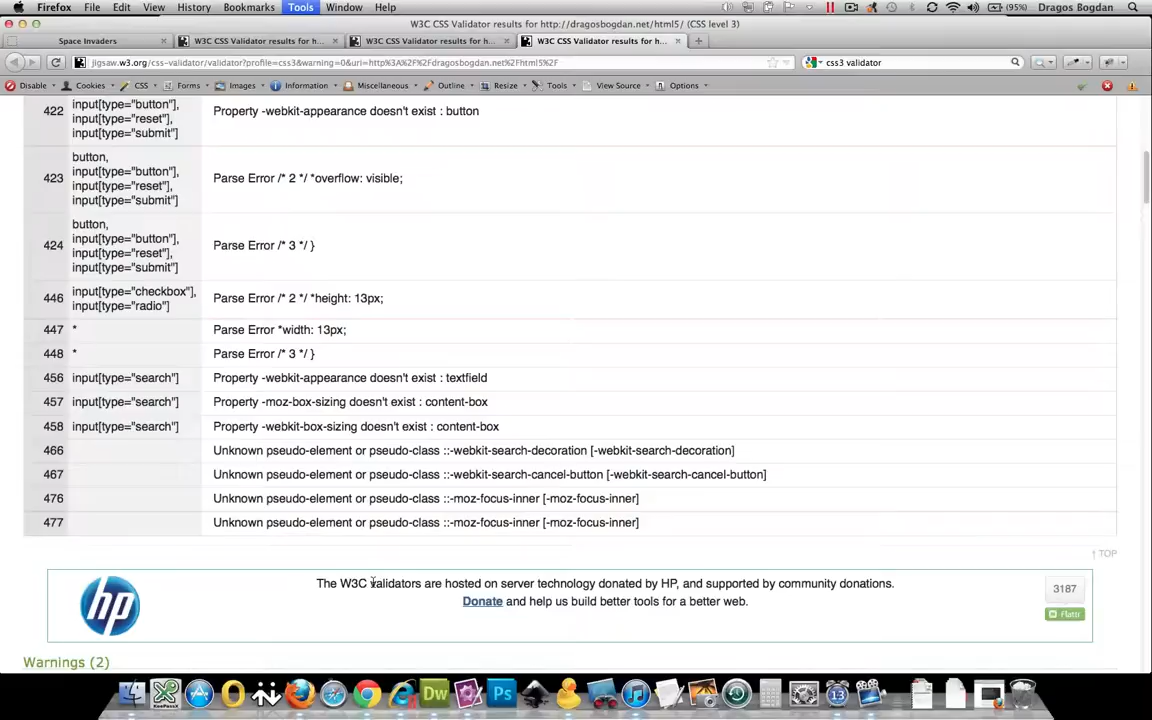 Firefox File Edit View History Bookmarks Tools Window Help (95%) Dragos Bogdan
W3C CSS Validator results for http://dragosbogdan.net/html5/ (CSS level 3)
Space Invaders × W3C CSS Validator results for h... × W3C CSS Validator results for h... × W3C CSS Validator results for h... × +
jigsaw.w3.org/css-validator/validator?profile=css3&warning=0&uri=http%3A%2F%2Fdragosbogdan.net%2Fhtml5%2F css3 validator
Disable Cookies CSS Forms Images Information Miscellaneous Outline Resize Tools View Source Options
422 input[type="button"], Property -webkit-appearance doesn't exist : button
input[type="reset"],
input[type="submit"]
button,
423 input[type="button"], Parse Error /* 2 */ *overflow: visible;
input[type="reset"],
input[type="submit"]
button,
424 input[type="button"], Parse Error /* 3 */ }
input[type="reset"],
input[type="submit"]
446 input[type="checkbox"], Parse Error /* 2 */ *height: 13px;
input[type="radio"]
447 * Parse Error *width: 13px;
448 * Parse Error /* 3 */ }
456 input[type="search"] Property -webkit-appearance doesn't exist : textfield
457 input[type="search"] Property -moz-box-sizing doesn't exist : content-box
458 input[type="search"] Property -webkit-box-sizing doesn't exist : content-box
466 Unknown pseudo-element or pseudo-class ::-webkit-search-decoration [-webkit-search-decoration]
467 Unknown pseudo-element or pseudo-class ::-webkit-search-cancel-button [-webkit-search-cancel-button]
476 Unknown pseudo-element or pseudo-class ::-moz-focus-inner [-moz-focus-inner]
477 Unknown pseudo-element or pseudo-class ::-moz-focus-inner [-moz-focus-inner]
↑ TOP
hp
The W3C validators are hosted on server technology donated by HP, and supported by community donations.
Donate and help us build better tools for a better web.
3187
Flattr
Warnings (2)
Dw Ps 13